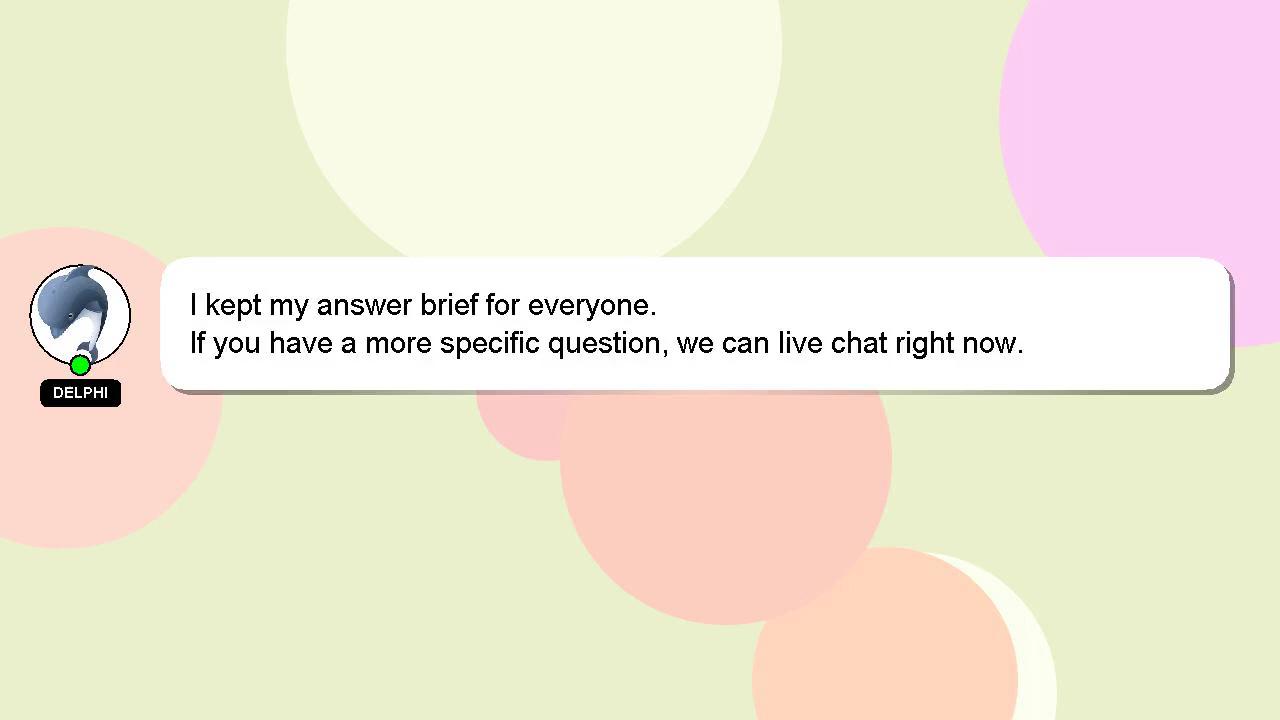 I kept my answer brief for everyone.
If you have a more specific question, we can live chat right now.
DELPHI